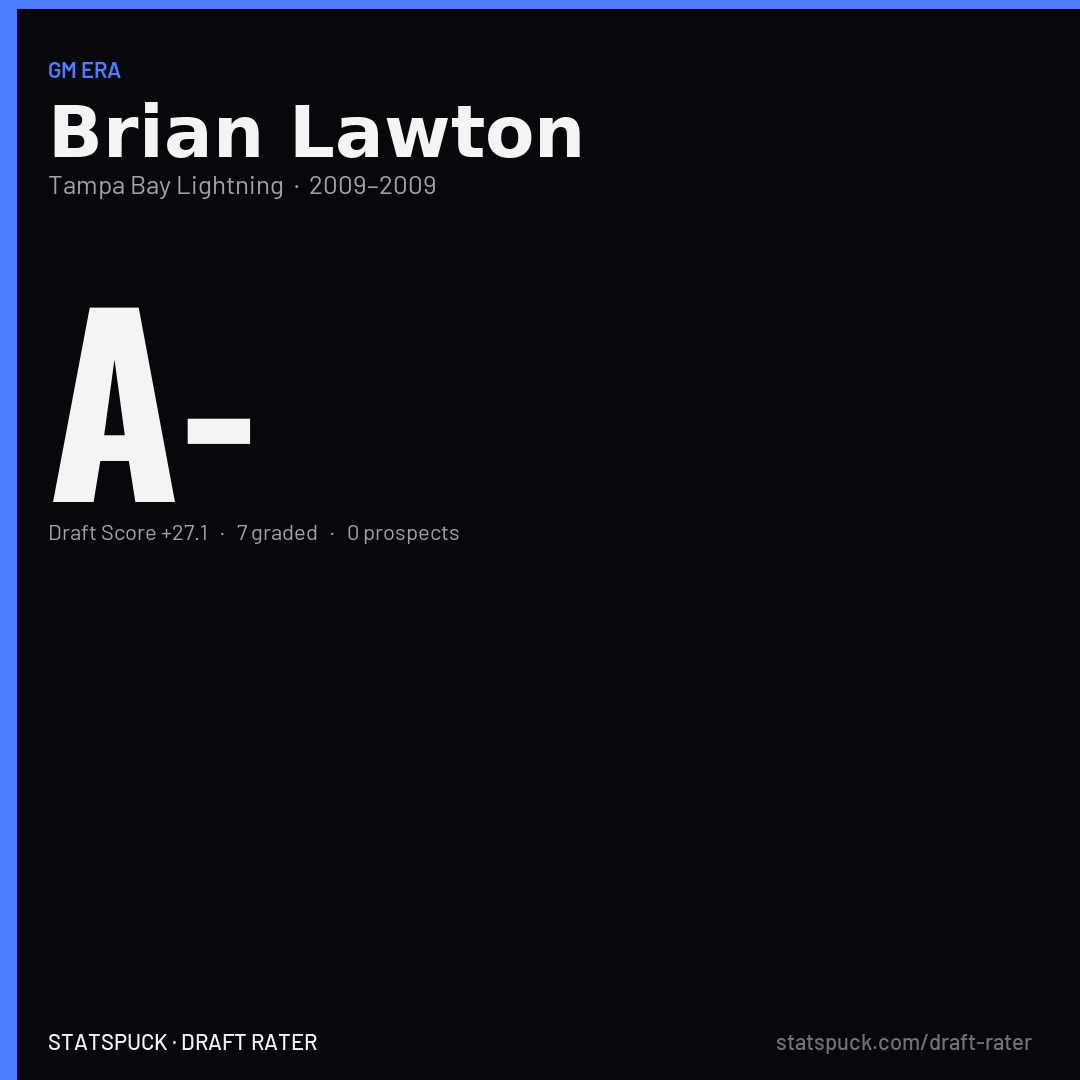 GM ERA
Brian Lawton
Tampa Bay Lightning · 2009–2009
A-
Draft Score +27.1 · 7 graded · 0 prospects
STATSPUCK · DRAFT RATER
statspuck.com/draft-rater